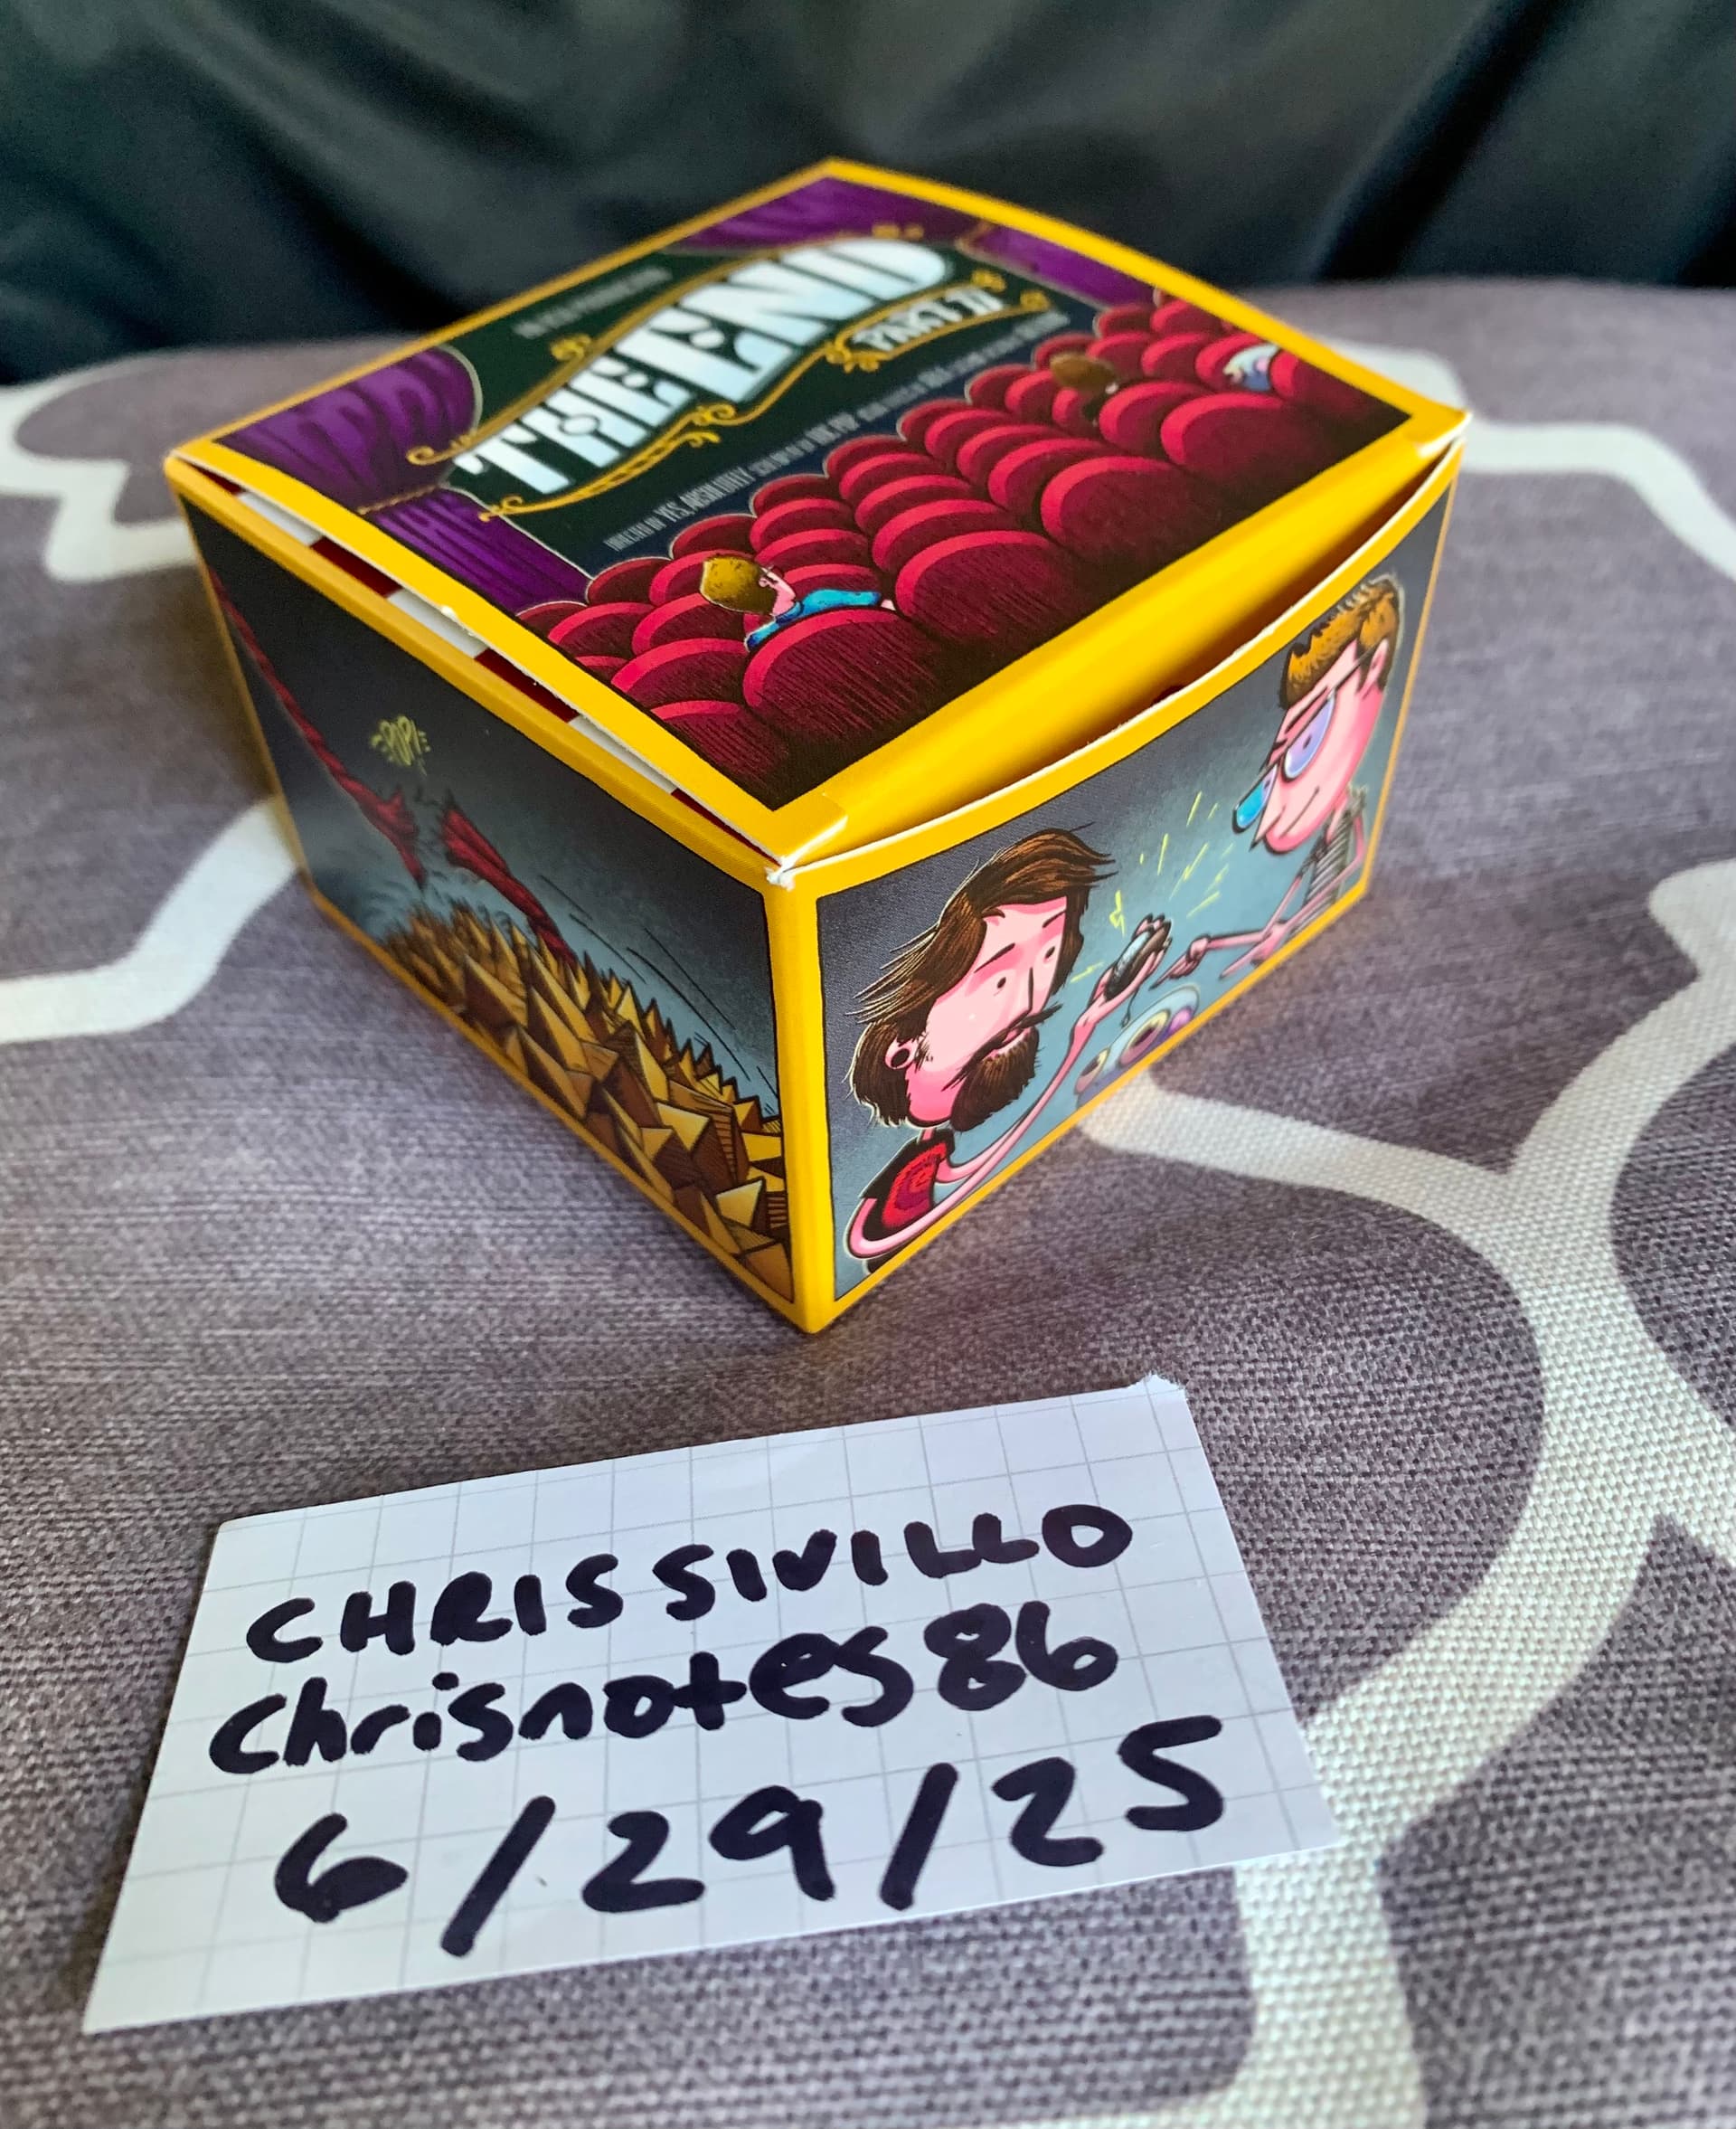 THE END
PART II
DIRECTED BY YES, ABSOLUTELY
POP!
CHRIS SIVILLO
Chrisnotes86
6/29/25